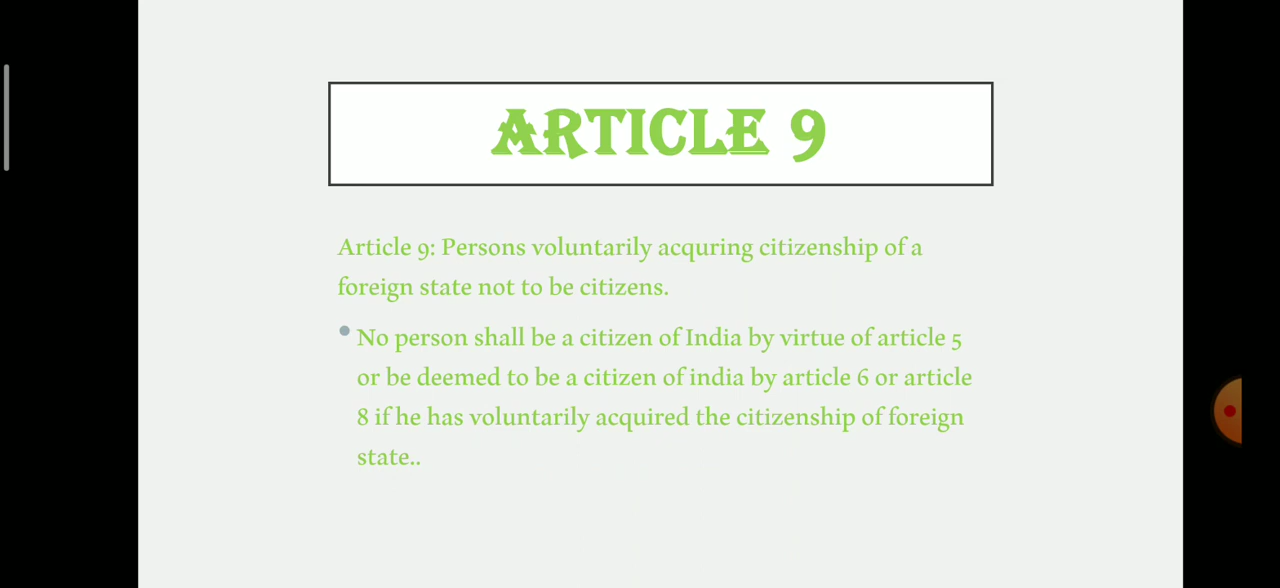 ARTICLE 9
Article 9: Persons voluntarily acquring citizenship of a
foreign state not to be citizens.
• No person shall be a citizen of India by virtue of article 5
or be deemed to be a citizen of india by article 6 or article
8 if he has voluntarily acquired the citizenship of foreign
state..